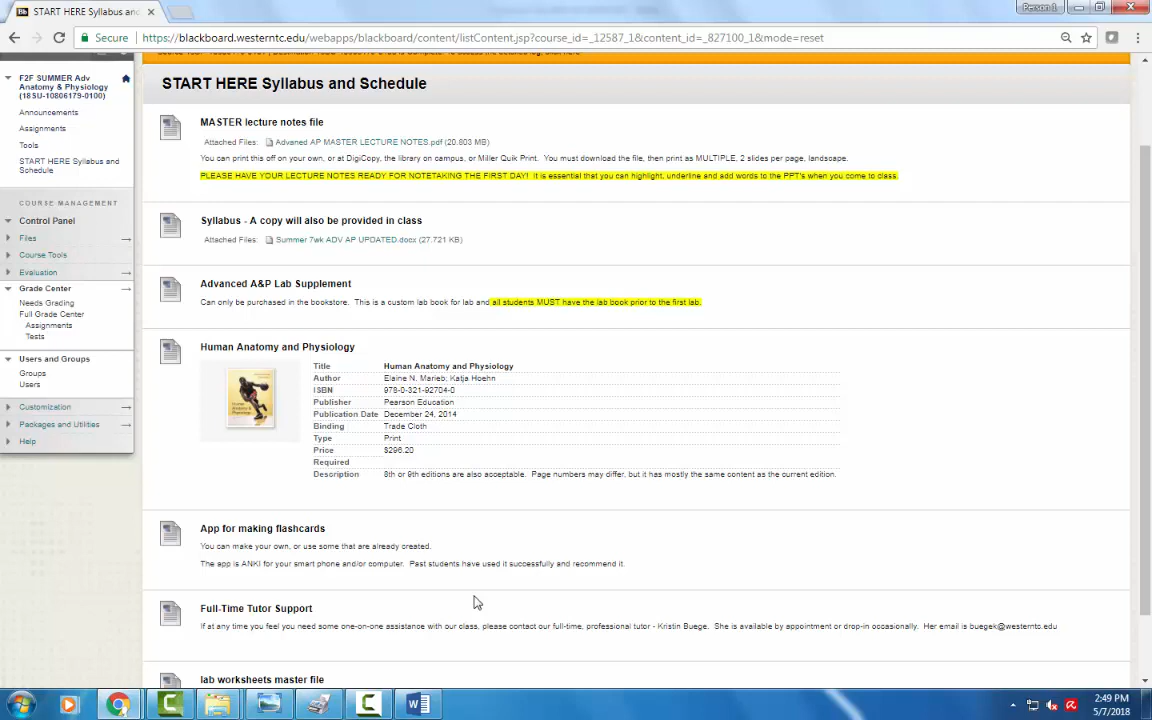 START HERE Syllabus and
Person 1
Secure
https://blackboard.westerntc.edu/webapps/blackboard/content/listContent.jsp?course_id=_12587_1&content_id=_827100_1&mode=reset
F2F SUMMER Adv
Anatomy & Physiology
(18SU-10806179-0100)
Announcements
Assignments
Tools
START HERE Syllabus and
Schedule
COURSE MANAGEMENT
Control Panel
Files
Course Tools
Evaluation
Grade Center
Needs Grading
Full Grade Center
Assignments
Tests
Users and Groups
Groups
Users
Customization
Packages and Utilities
Help
START HERE Syllabus and Schedule
MASTER lecture notes file
Attached Files: Advaned AP MASTER LECTURE NOTES.pdf (20.803 MB)
You can print this off on your own, or at DigiCopy, the library on campus, or Miller Quik Print. You must download the file, then print as MULTIPLE, 2 slides per page, landscape.
PLEASE HAVE YOUR LECTURE NOTES READY FOR NOTETAKING THE FIRST DAY! It is essential that you can highlight, underline and add words to the PPT's when you come to class.
Syllabus - A copy will also be provided in class
Attached Files: Summer 7wk ADV AP UPDATED.docx (27.721 KB)
Advanced A&P Lab Supplement
Can only be purchased in the bookstore. This is a custom lab book for lab and all students MUST have the lab book prior to the first lab.
Human Anatomy and Physiology
Title Human Anatomy and Physiology
Author Elaine N. Marieb; Katja Hoehn
ISBN 978-0-321-92704-0
Publisher Pearson Education
Publication Date December 24, 2014
Binding Trade Cloth
Type Print
Price $296.20
Required
Description 8th or 9th editions are also acceptable. Page numbers may differ, but it has mostly the same content as the current edition.
App for making flashcards
You can make your own, or use some that are already created.
The app is ANKI for your smart phone and/or computer. Past students have used it successfully and recommend it.
Full-Time Tutor Support
If at any time you feel you need some one-on-one assistance with our class, please contact our full-time, professional tutor - Kristin Buege. She is available by appointment or drop-in occasionally. Her email is buegek@westerntc.edu
lab worksheets master file
2:49 PM
5/7/2018